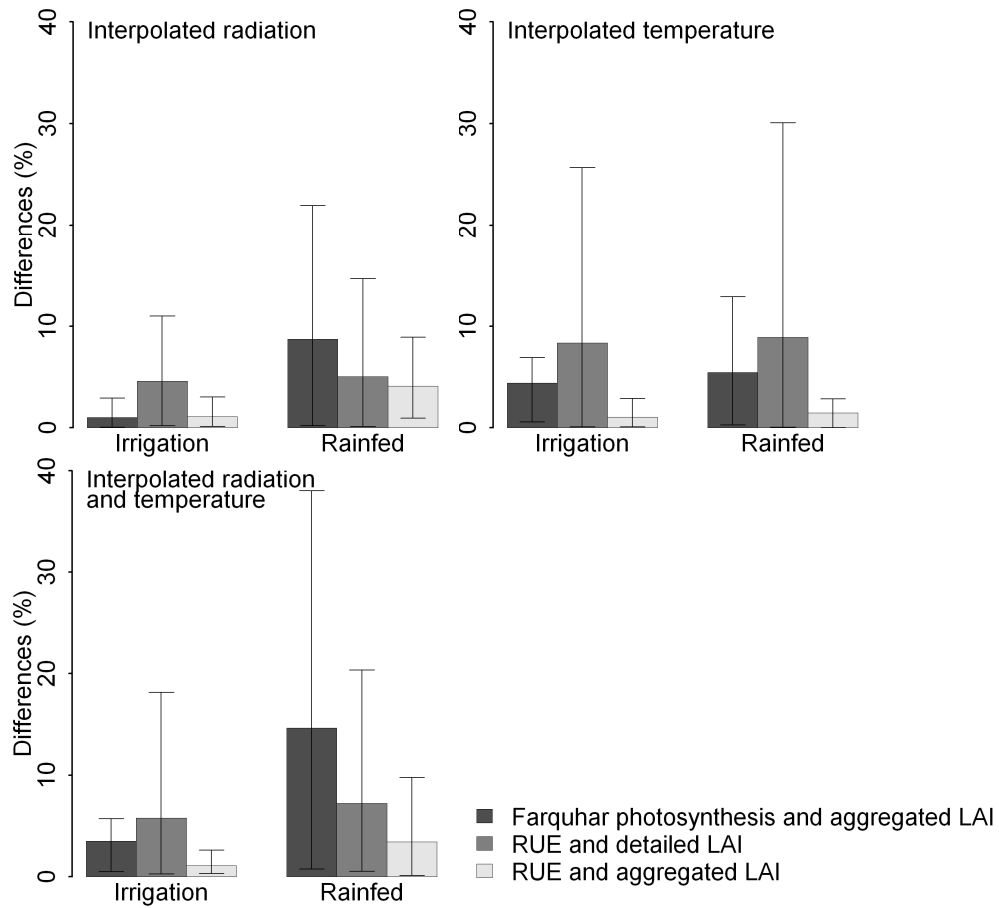 Interpolated radiation
Differences (%)
40
30
20
10
0
Irrigation
Rainfed
Interpolated temperature
40
30
20
10
0
Irrigation
Rainfed
Interpolated radiation
and temperature
Differences (%)
40
30
20
10
0
Irrigation
Rainfed
Farquhar photosynthesis and aggregated LAI
RUE and detailed LAI
RUE and aggregated LAI